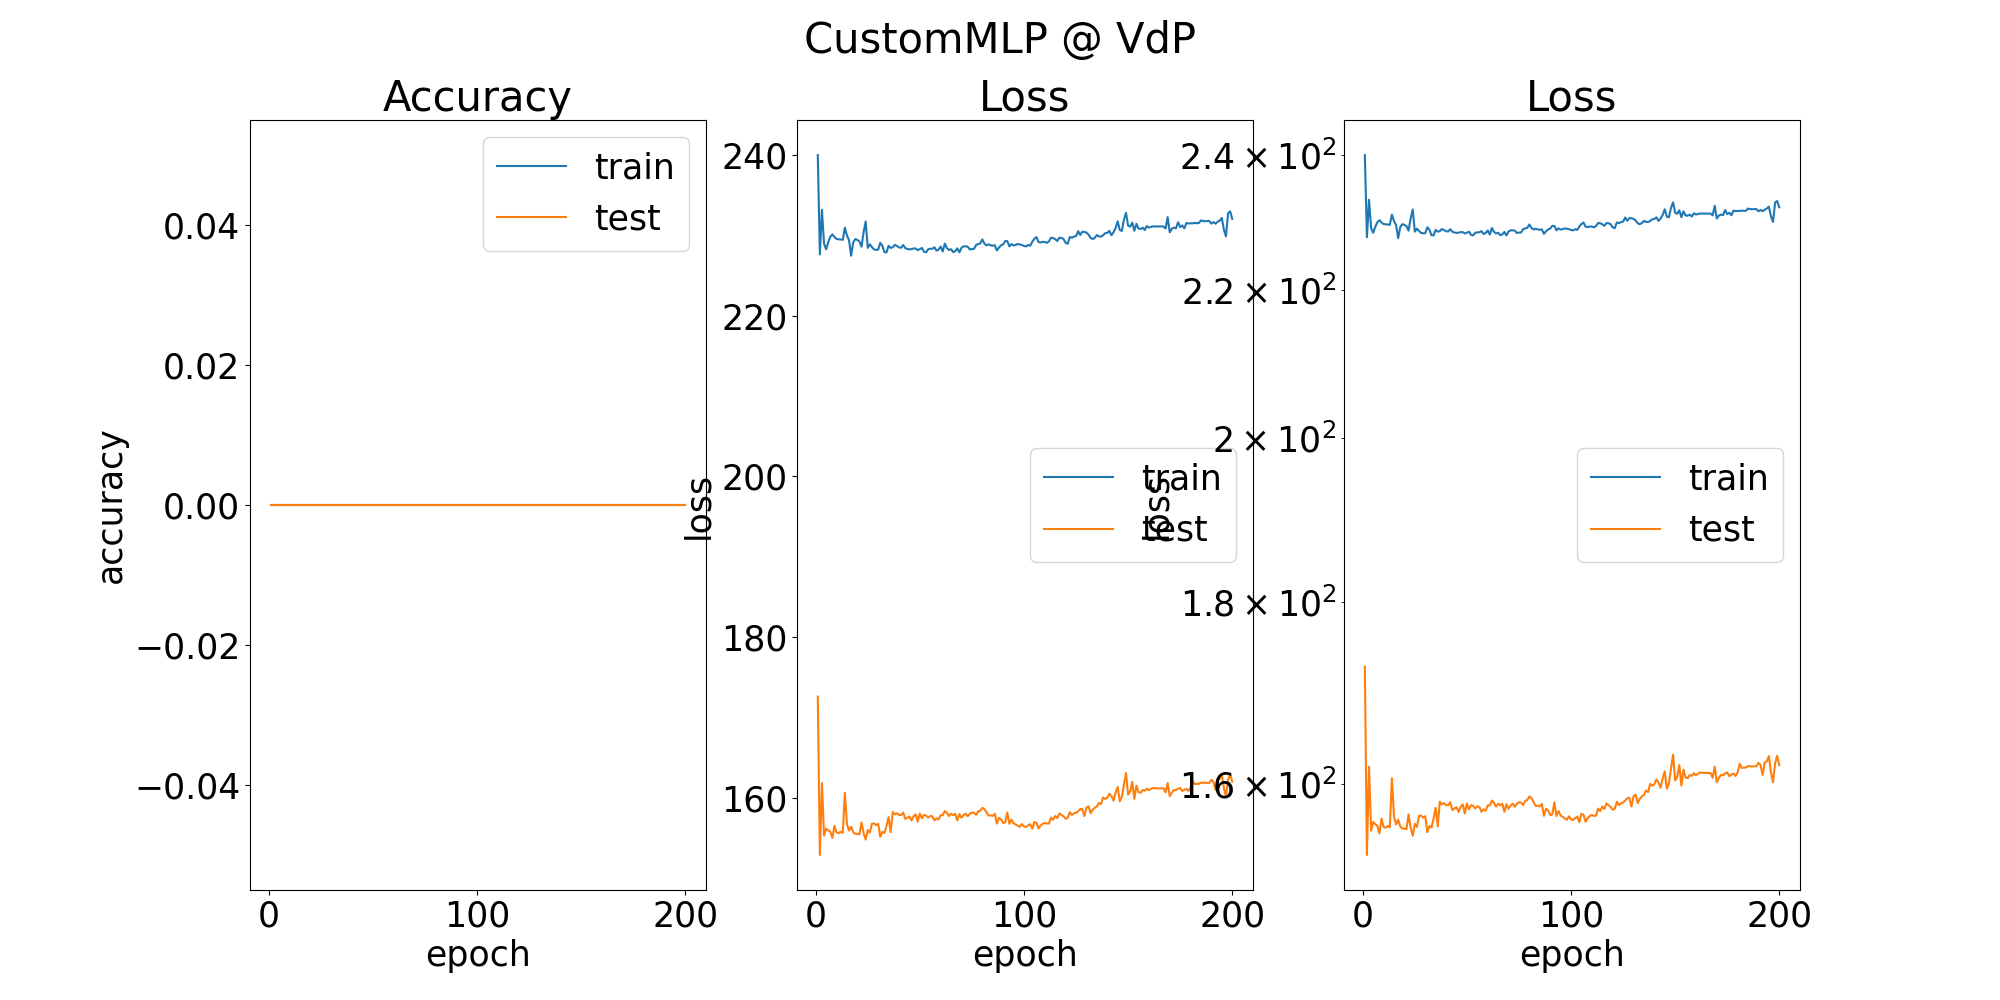 CustomMLP @ VdP
Accuracy
accuracy
0.04
0.02
0.00
−0.02
−0.04
train
test
0
100
200
epoch
Loss
loss
240
220
200
180
160
train
test
0
100
200
epoch
Loss
loss
2.4 × 10²
2.2 × 10²
2 × 10²
1.8 × 10²
1.6 × 10²
train
test
0
100
200
epoch